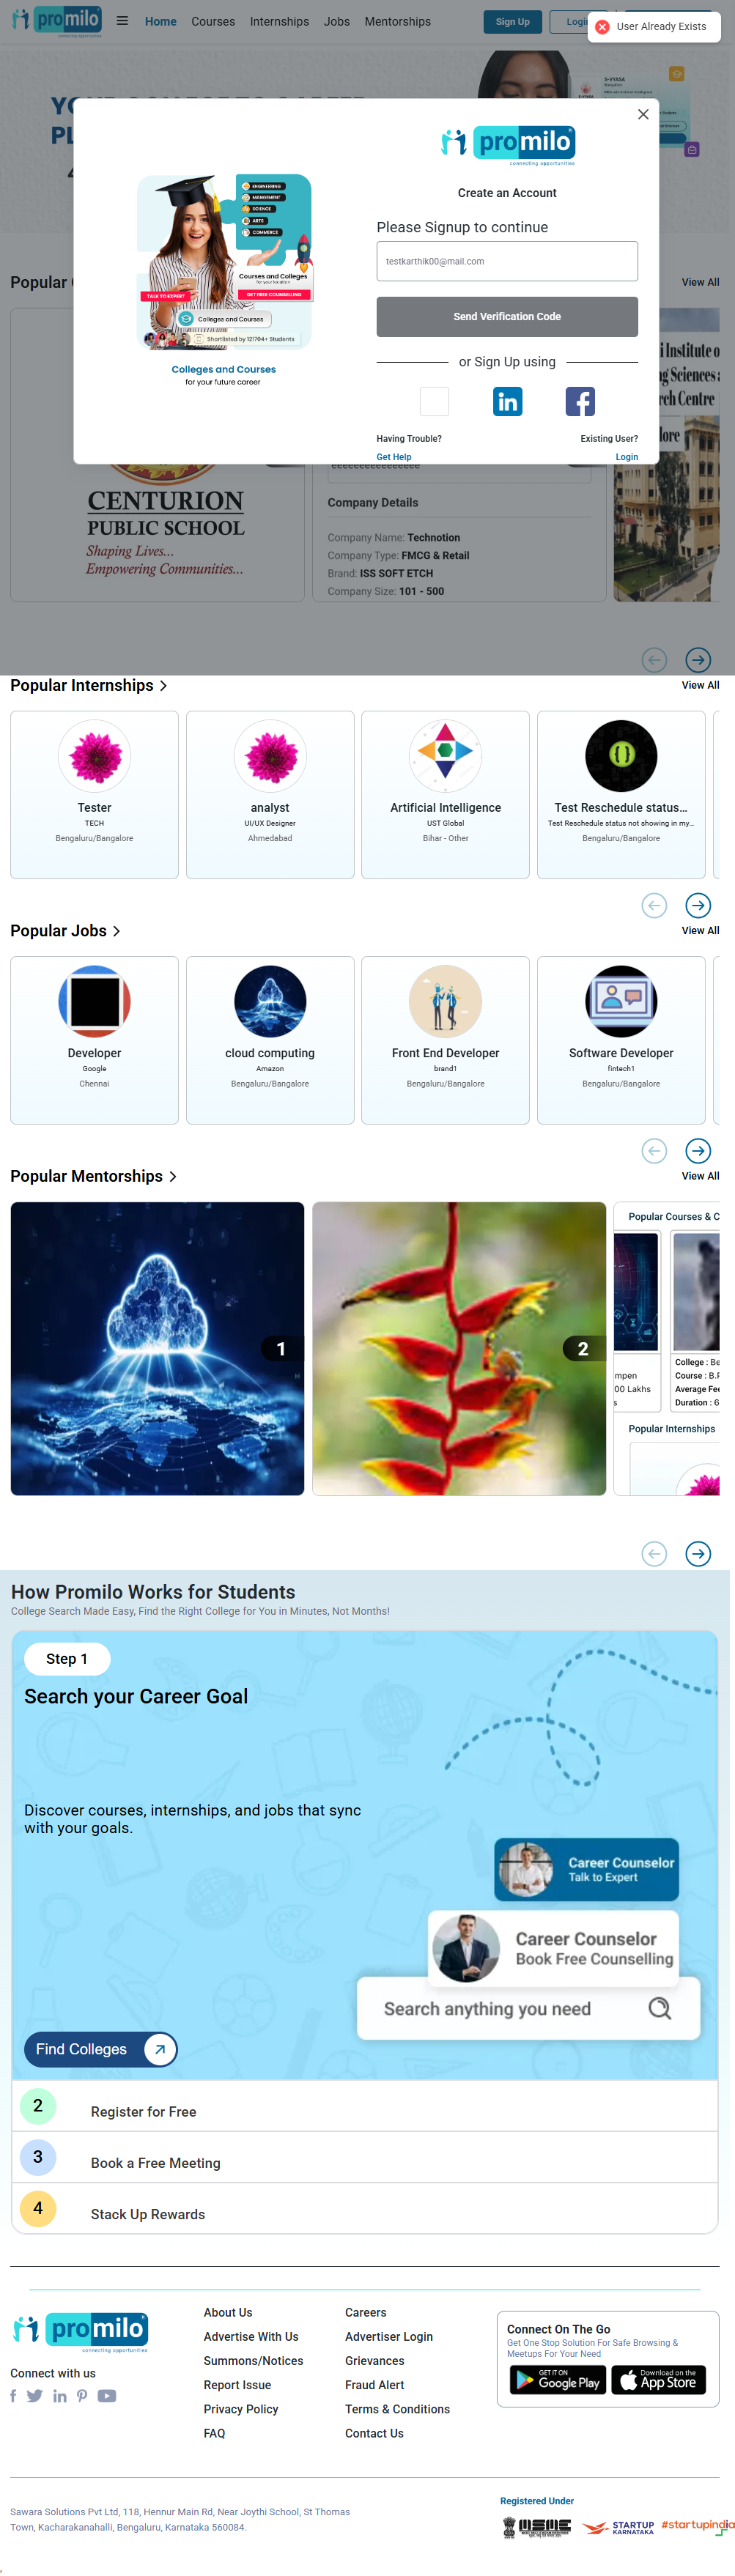 promilo
connecting opportunities
Home
Courses
Internships
Jobs
Mentorships
Sign Up
User Already Exists
promilo
connecting opportunities
Create an Account
Please Signup to continue
testkarthik00@mail.com
Send Verification Code
or Sign Up using
Having Trouble?
Existing User?
Get Help
Login
ENGINEERING
MANAGEMENT
SCIENCE
ARTS
COMMERCE
Courses and Colleges
for your location
TALK TO EXPERT
GET FREE COUNSELLING
Colleges and Courses
Shortlisted by 121704+ Students
Colleges and Courses
for your future career
Popular
View All
CENTURION
PUBLIC SCHOOL
Shaping Lives...
Empowering Communities...
Company Details
Company Name: Technotion
Company Type: FMCG & Retail
Brand: ISS SOFT ETCH
Company Size: 101 - 500
Popular Internships
View All
Tester
TECH
Bengaluru/Bangalore
analyst
UI/UX Designer
Ahmedabad
Artificial Intelligence
UST Global
Bihar - Other
Test Reschedule status...
Test Reschedule status not showing in my...
Bengaluru/Bangalore
Popular Jobs
View All
Developer
Google
Chennai
cloud computing
Amazon
Bengaluru/Bangalore
Front End Developer
brand1
Bengaluru/Bangalore
Software Developer
fintech1
Bengaluru/Bangalore
Popular Mentorships
View All
1
2
Popular Courses & C
College : Be
Course : B.F
Average Fee
Duration : 6
mpen
00 Lakhs
s
Popular Internships
How Promilo Works for Students
College Search Made Easy, Find the Right College for You in Minutes, Not Months!
Step 1
Search your Career Goal
Discover courses, internships, and jobs that sync
with your goals.
Career Counselor
Talk to Expert
Career Counselor
Book Free Counselling
Search anything you need
Find Colleges
2
Register for Free
3
Book a Free Meeting
4
Stack Up Rewards
promilo
connecting opportunities
Connect with us
About Us
Advertise With Us
Summons/Notices
Report Issue
Privacy Policy
FAQ
Careers
Advertiser Login
Grievances
Fraud Alert
Terms & Conditions
Contact Us
Connect On The Go
Get One Stop Solution For Safe Browsing &
Meetups For Your Need
GET IT ON
Google Play
Download on the
App Store
Sawara Solutions Pvt Ltd, 118, Hennur Main Rd, Near Joythi School, St Thomas
Town, Kacharakanahalli, Bengaluru, Karnataka 560084.
Registered Under
MSME
STARTUP
KARNATAKA
#startupindia